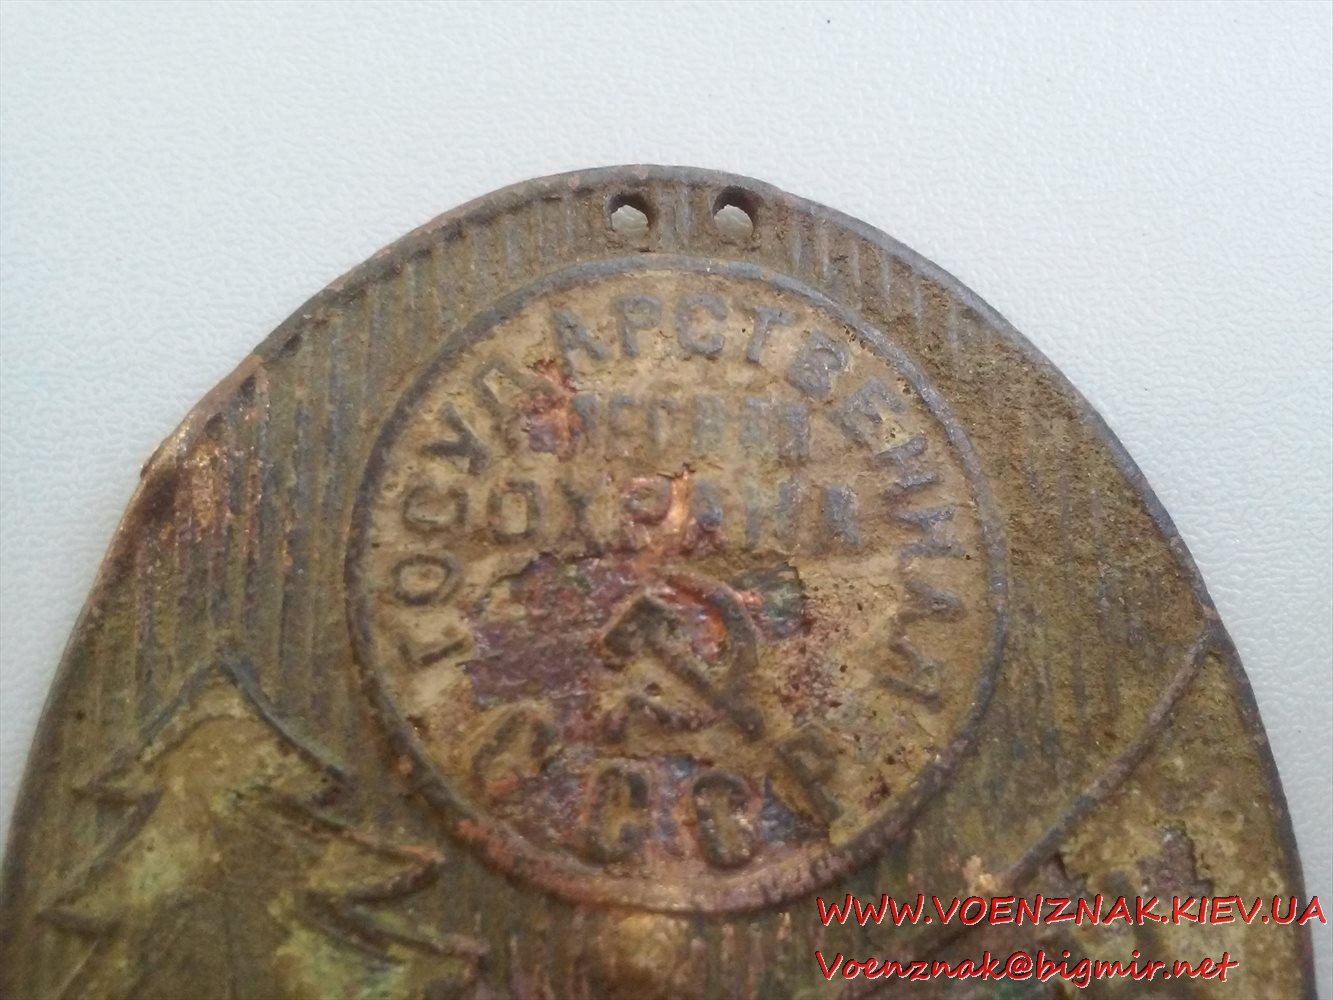 ГОСУДАРСТВЕННАЯ
ЛЕСНАЯ
ОХРАНА
СССР
WWW.VOENZNAK.KIEV.UA
Voenznak@bigmir.net